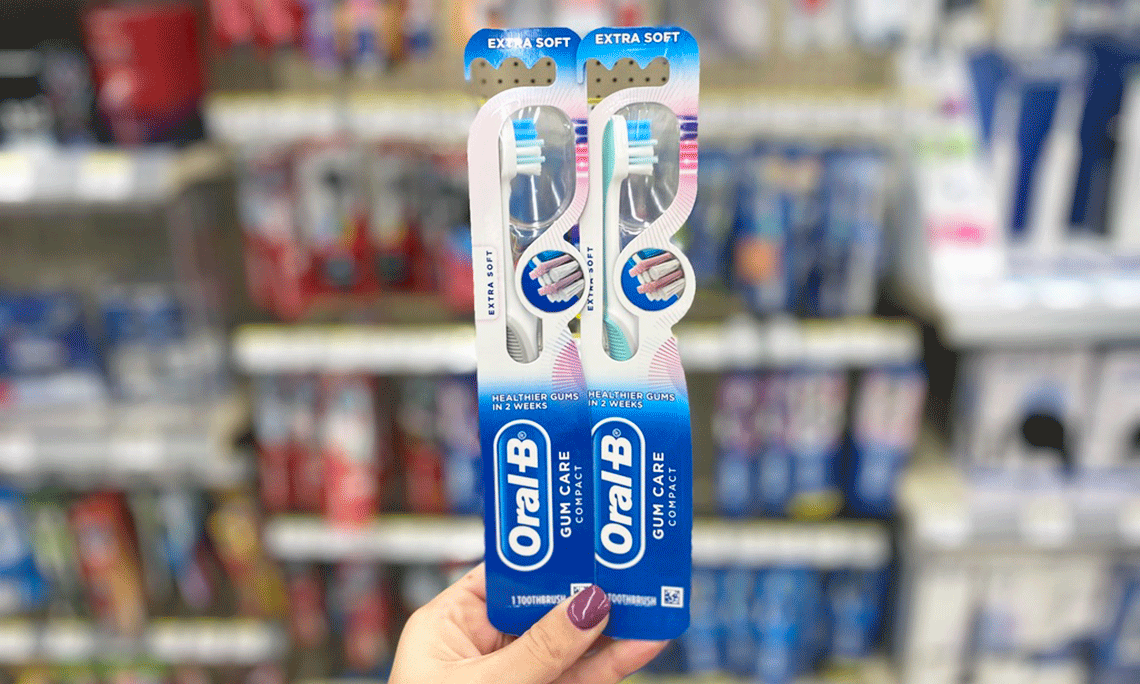 EXTRA SOFT
EXTRA SOFT
HEALTHIER GUMS
IN 2 WEEKS
Oral-B®
GUM CARE
COMPACT
1 TOOTHBRUSH
EXTRA SOFT
EXTRA SOFT
HEALTHIER GUMS
IN 2 WEEKS
Oral-B®
GUM CARE
COMPACT
TOOTHBRUSH